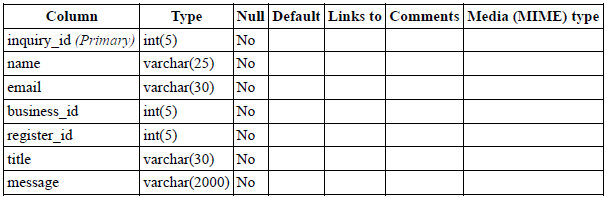 Column Type Null Default Links to Comments Media (MIME) type
inquiry_id (Primary) int(5) No
name varchar(25) No
email varchar(30) No
business_id int(5) No
register_id int(5) No
title varchar(30) No
message varchar(2000) No